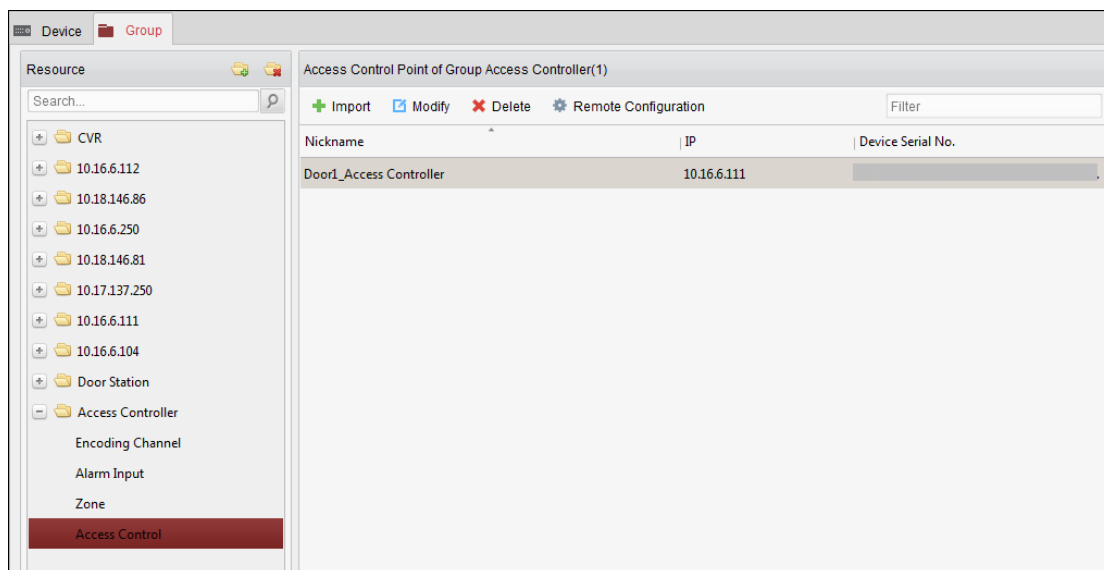 Device Group
Resource
Search...
CVR
10.16.6.112
10.18.146.86
10.16.6.250
10.18.146.81
10.17.137.250
10.16.6.111
10.16.6.104
Door Station
Access Controller
Encoding Channel
Alarm Input
Zone
Access Control
Access Control Point of Group Access Controller(1)
Import Modify Delete Remote Configuration Filter
Nickname IP Device Serial No.
Door1_Access Controller 10.16.6.111